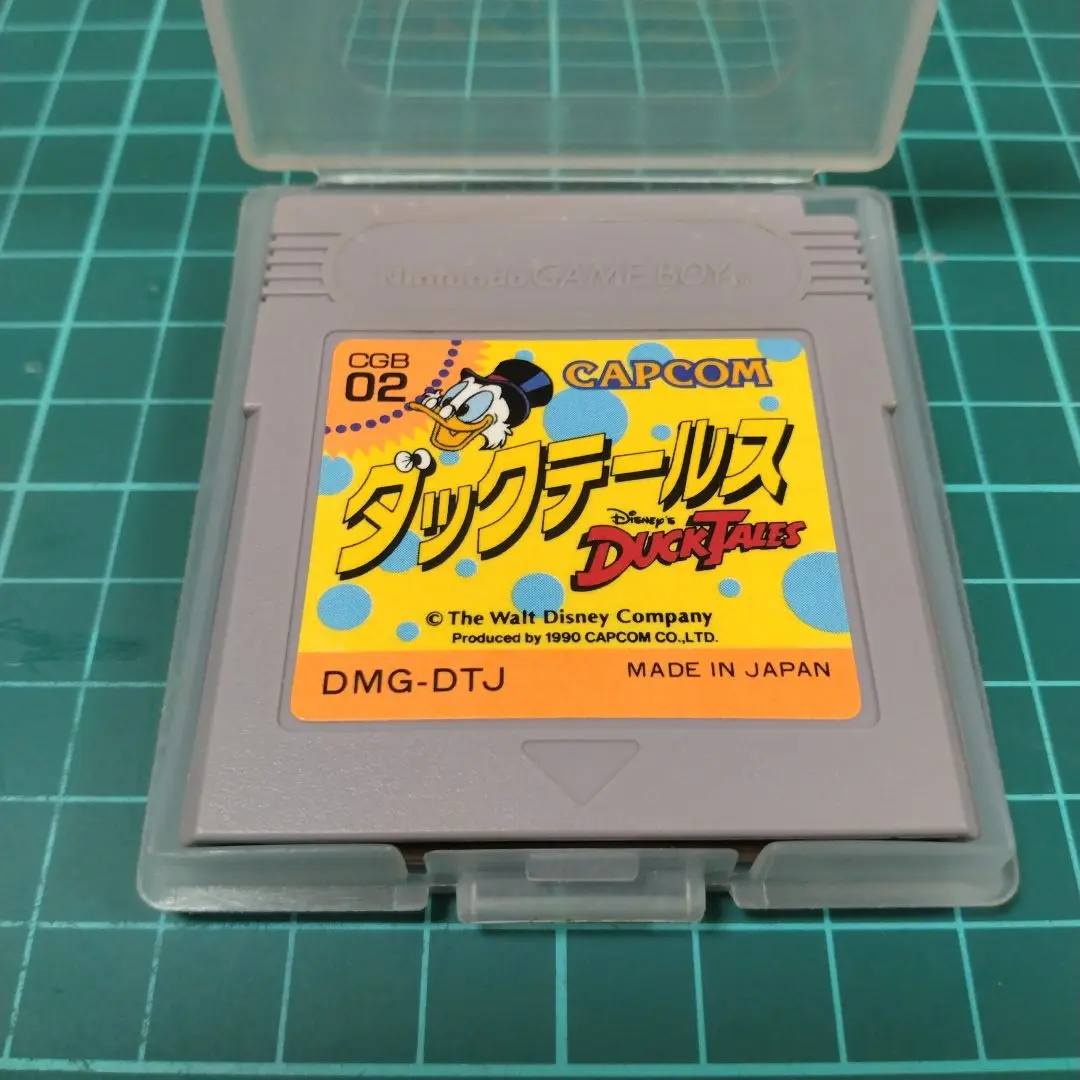 Nintendo GAME BOY
CGB
02
CAPCOM
ダックテールス
Disney's
DUCKTALES
© The Walt Disney Company
Produced by 1990 CAPCOM CO.,LTD.
DMG-DTJ
MADE IN JAPAN